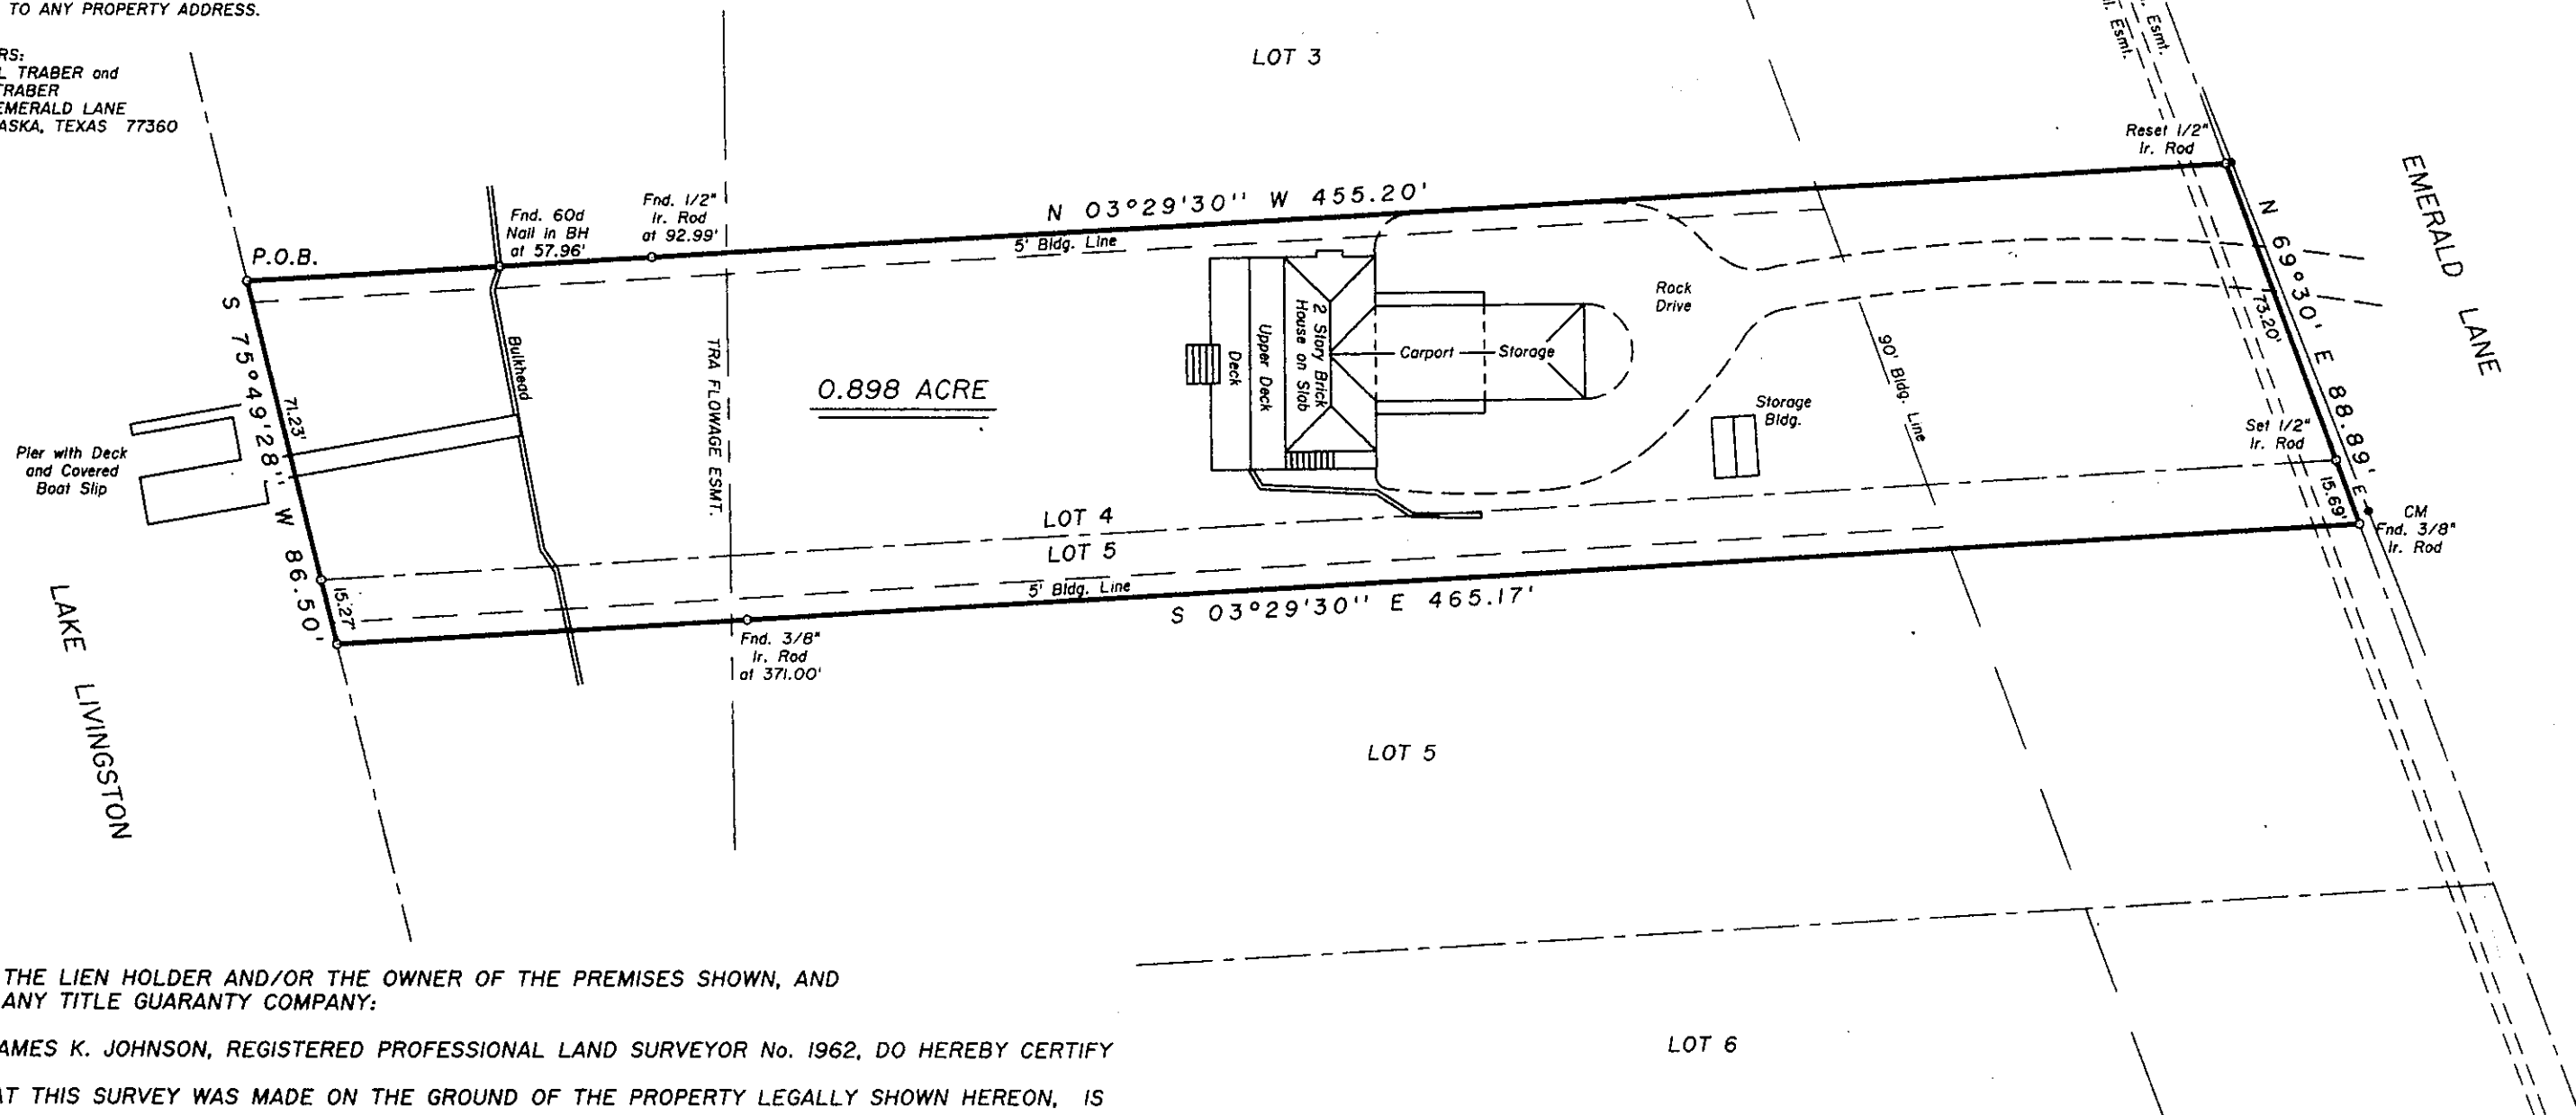 TO ANY PROPERTY ADDRESS.
TRABER and
TRABER
EMERALD LANE
TEXAS 77360
LOT 3
Esmt.
Esmt.
Reset 1/2"
Ir. Rod
EMERALD LANE
N 69°30' E 88.89'
73.20'
15.69'
N 03°29'30'' W 455.20'
5' Bldg. Line
Fnd. 60d
Nail in BH
at 57.96'
Fnd. 1/2"
Ir. Rod
at 92.99'
P.O.B.
S 75°49'28'' W 86.50'
71.23'
15.27'
Bulkhead
TRA FLOWAGE ESMT.
0.898 ACRE
Deck
Upper Deck
2 Story Brick
House on Slab
Carport
Storage
Rock
Drive
Storage
Bldg.
90' Bldg. Line
Set 1/2"
Ir. Rod
CM
Fnd. 3/8"
Ir. Rod
Pier with Deck
and Covered
Boat Slip
LOT 4
LOT 5
5' Bldg. Line
S 03°29'30'' E 465.17'
Fnd. 3/8"
Ir. Rod
at 371.00'
LAKE LIVINGSTON
LOT 5
LOT 6
THE LIEN HOLDER AND/OR THE OWNER OF THE PREMISES SHOWN, AND
ANY TITLE GUARANTY COMPANY:
AMES K. JOHNSON, REGISTERED PROFESSIONAL LAND SURVEYOR No. 1962, DO HEREBY CERTIFY
AT THIS SURVEY WAS MADE ON THE GROUND OF THE PROPERTY LEGALLY SHOWN HEREON, IS